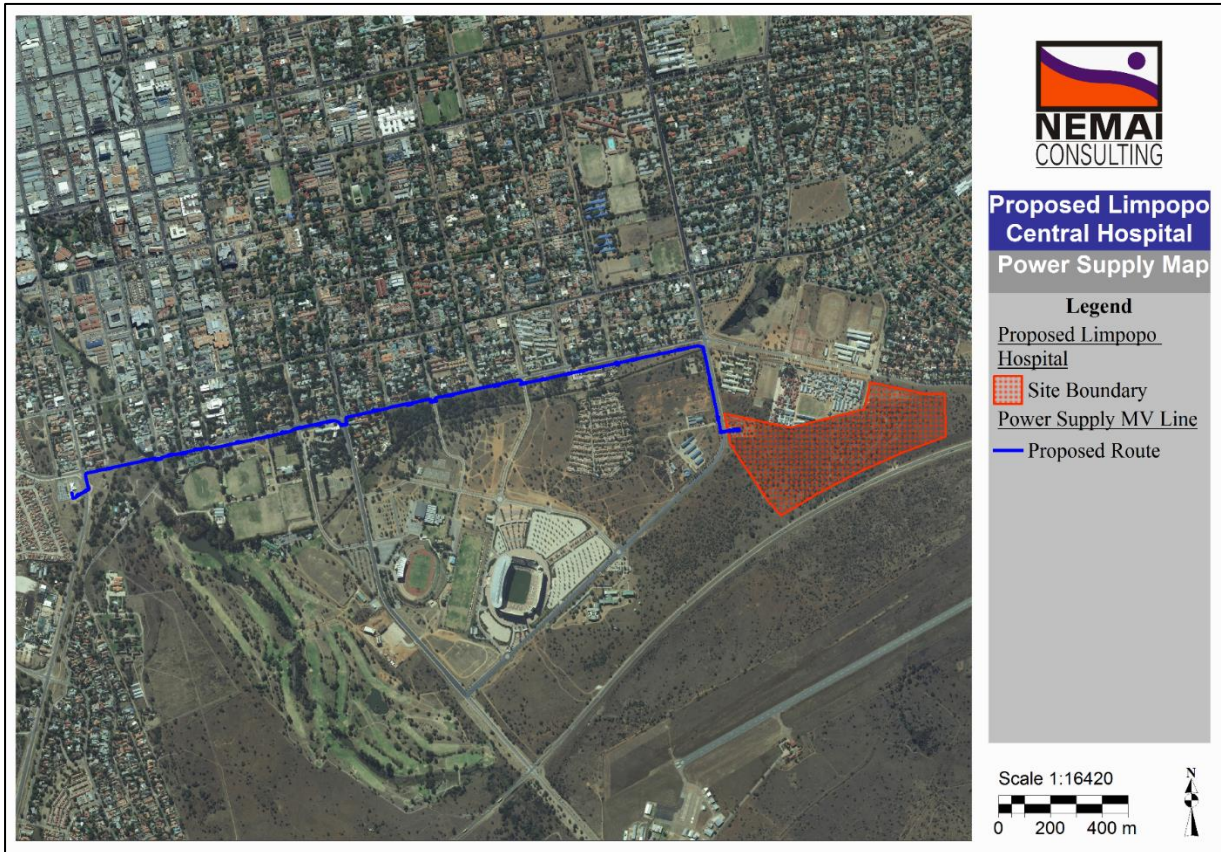 NEMAI
CONSULTING
Proposed Limpopo
Central Hospital
Power Supply Map
Legend
Proposed Limpopo
Hospital
Site Boundary
Power Supply MV Line
Proposed Route
Scale 1:16420
0 200 400 m
N